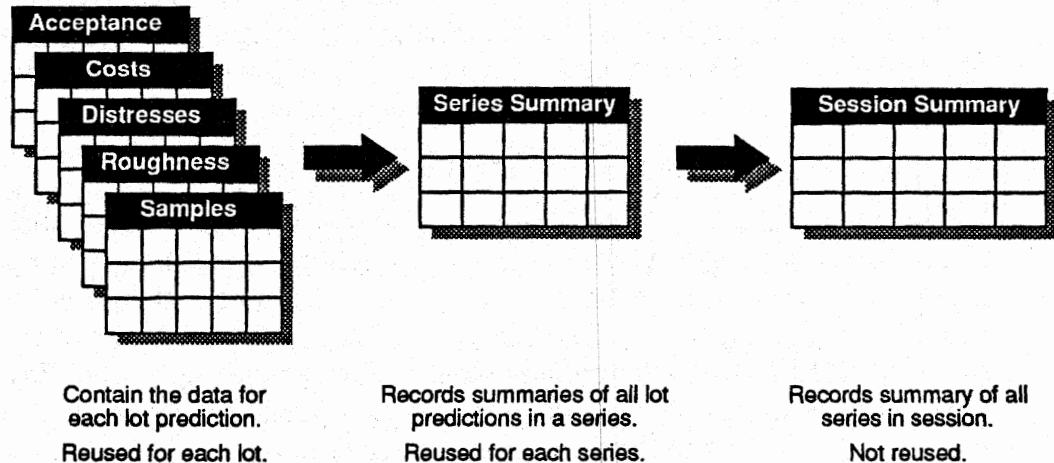 Acceptance
Costs
Distresses
Roughness
Samples
Series Summary
Session Summary
Contain the data for
each lot prediction.
Reused for each lot.
Records summaries of all lot
predictions in a series.
Reused for each series.
Records summary of all
series in session.
Not reused.